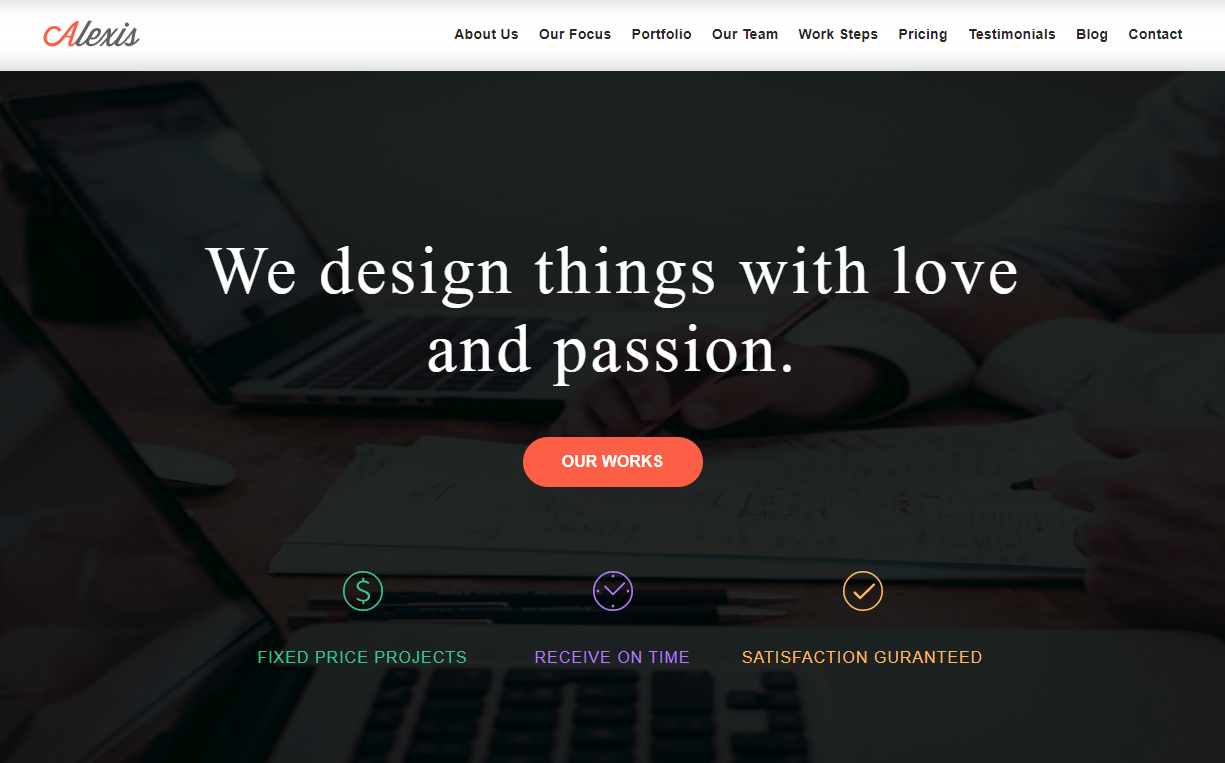 Alexis
About Us Our Focus Portfolio Our Team Work Steps Pricing Testimonials Blog Contact
We design things with love
and passion.
OUR WORKS
FIXED PRICE PROJECTS RECEIVE ON TIME SATISFACTION GURANTEED